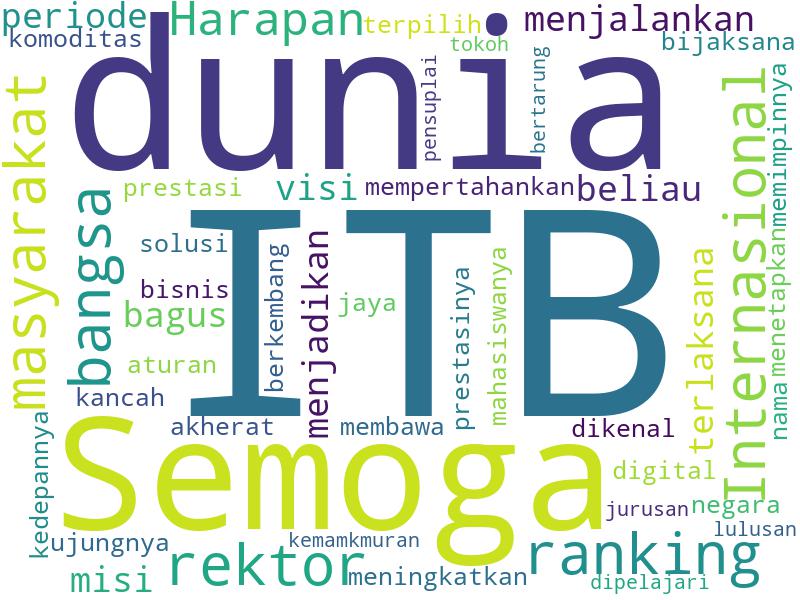 periode
Harapan
terpilih
menjalankan
komoditas
tokoh
bijaksana
dunia
pensuplai
bertarung
masyarakat
Internasional
memimpinnya
prestasi
visi
mempertahankan
beliau
bangsa
ITB
solusi
berkembang
menjadikan
bisnis
jaya
bagus
prestasinya
mahasiswanya
terlaksana
menetapkan
aturan
kancah
nama
akherat
membawa
dikenal
Semoga
kedepannya
digital
jurusan
negara
lulusan
ujungnya
kemamkmuran
rektor
ranking
misi
meningkatkan
dipelajari